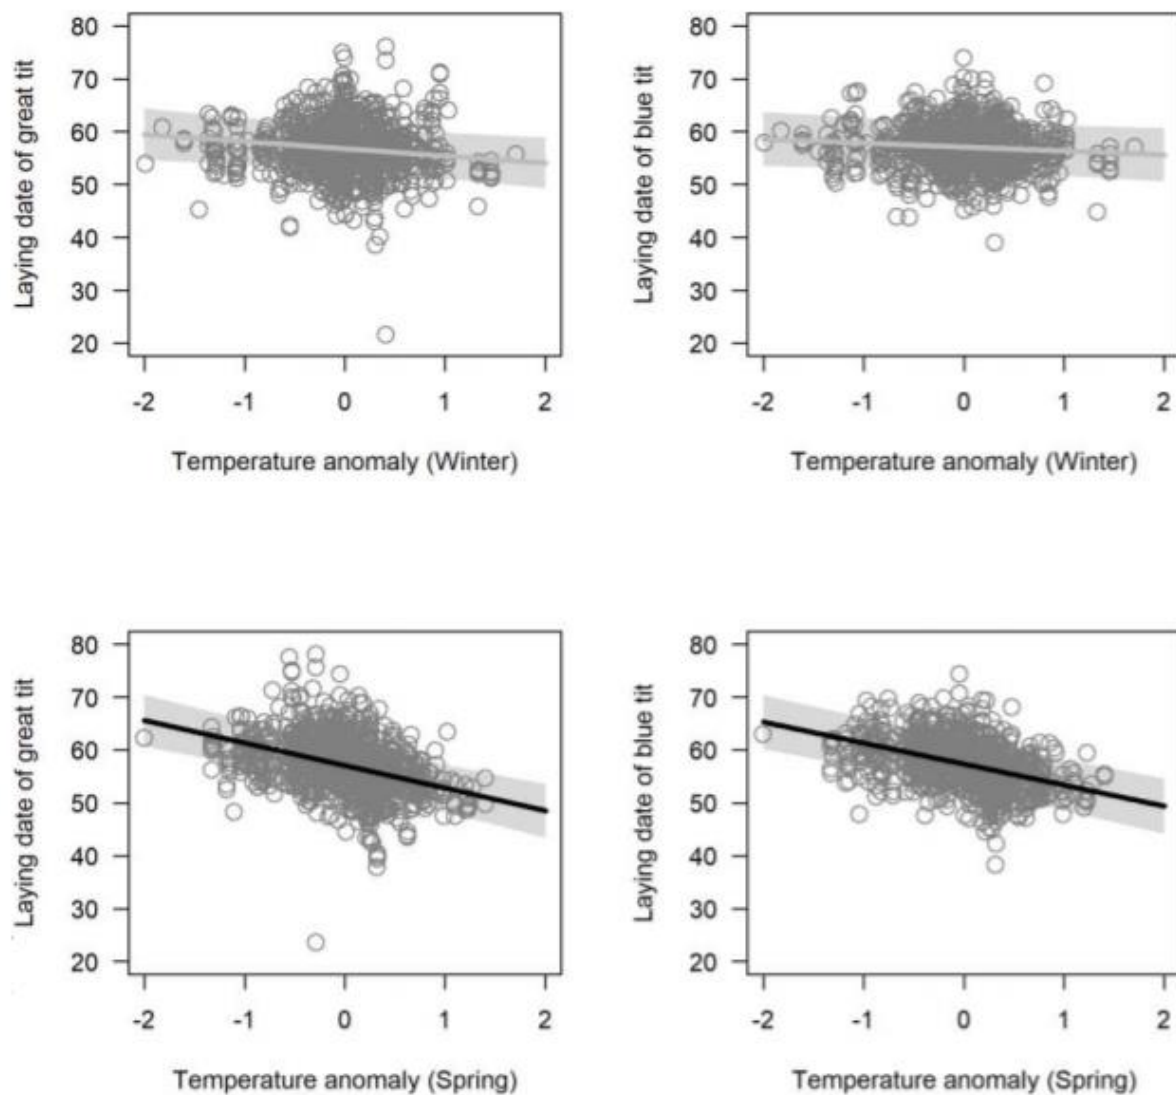 Laying date of great tit
80
70
60
50
40
30
20
-2 -1 0 1 2
Temperature anomaly (Winter)
Laying date of blue tit
80
70
60
50
40
30
20
-2 -1 0 1 2
Temperature anomaly (Winter)
Laying date of great tit
80
70
60
50
40
30
20
-2 -1 0 1 2
Temperature anomaly (Spring)
Laying date of blue tit
80
70
60
50
40
30
20
-2 -1 0 1 2
Temperature anomaly (Spring)